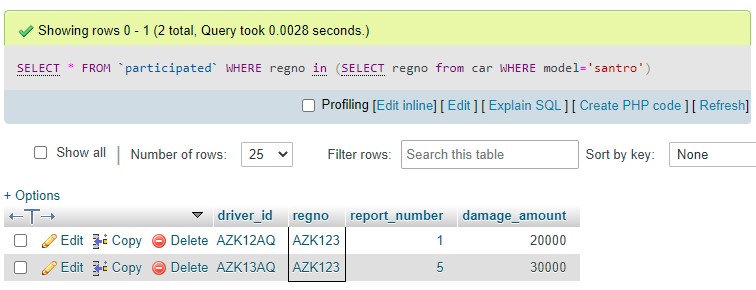 Showing rows 0 - 1 (2 total, Query took 0.0028 seconds.)
SELECT * FROM `participated` WHERE regno in (SELECT regno from car WHERE model='santro')
Profiling [Edit inline] [ Edit ] [ Explain SQL ] [ Create PHP code ] [ Refresh]
Show all | Number of rows: 25 Filter rows: Search this table Sort by key: None
+ Options
←T→ driver_id regno report_number damage_amount
Edit Copy Delete AZK12AQ AZK123 1 20000
Edit Copy Delete AZK13AQ AZK123 5 30000